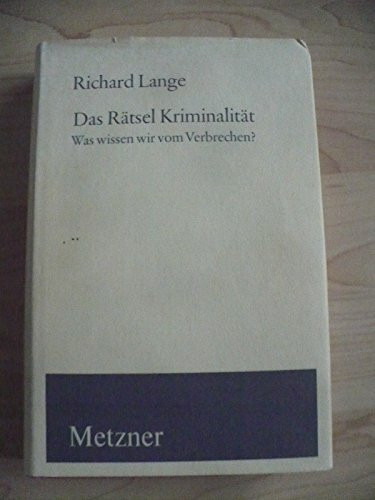 Richard Lange
Das Rätsel Kriminalität
Was wissen wir vom Verbrechen?
Metzner